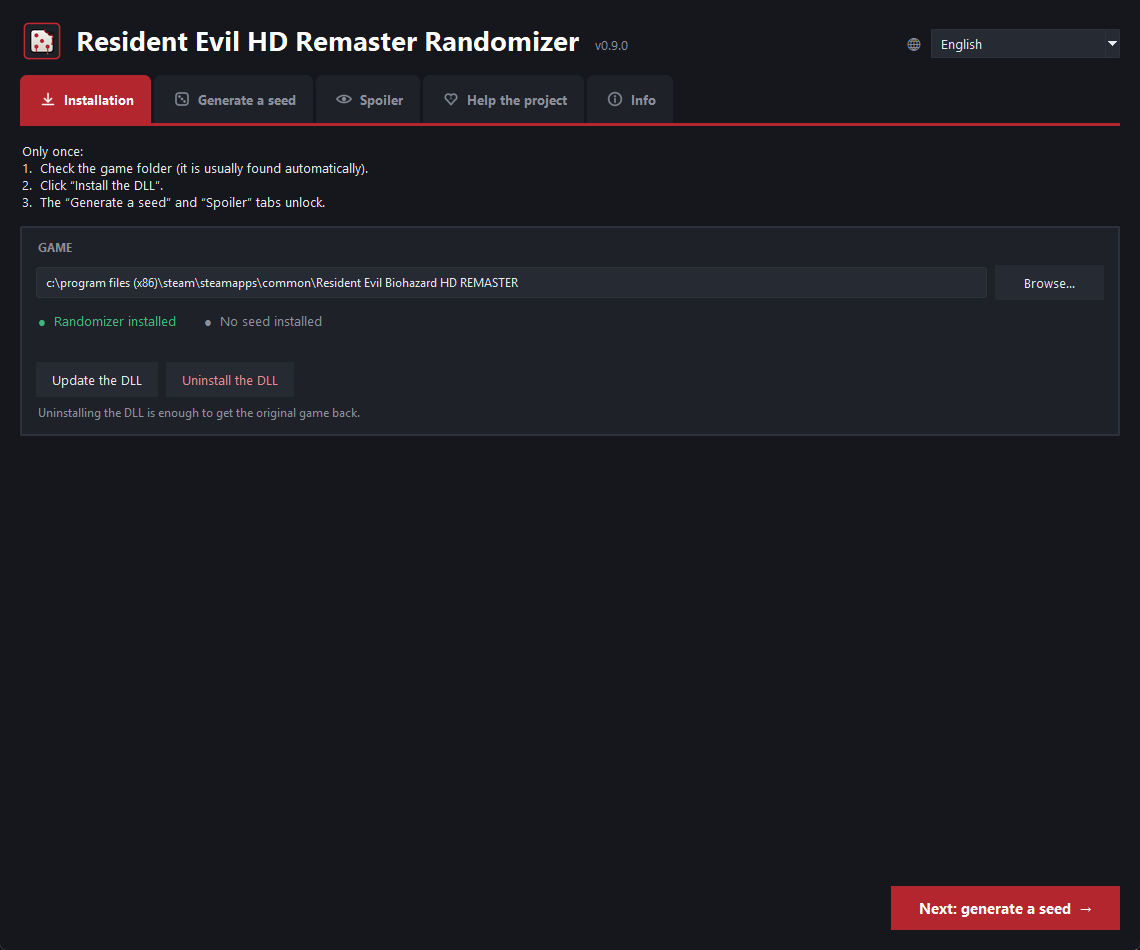 Resident Evil HD Remaster Randomizer v0.9.0
English
Installation
Generate a seed
Spoiler
Help the project
Info
Only once:
1. Check the game folder (it is usually found automatically).
2. Click “Install the DLL”.
3. The “Generate a seed” and “Spoiler” tabs unlock.
GAME
c:\program files (x86)\steam\steamapps\common\Resident Evil Biohazard HD REMASTER
Browse...
● Randomizer installed
● No seed installed
Update the DLL
Uninstall the DLL
Uninstalling the DLL is enough to get the original game back.
Next: generate a seed →